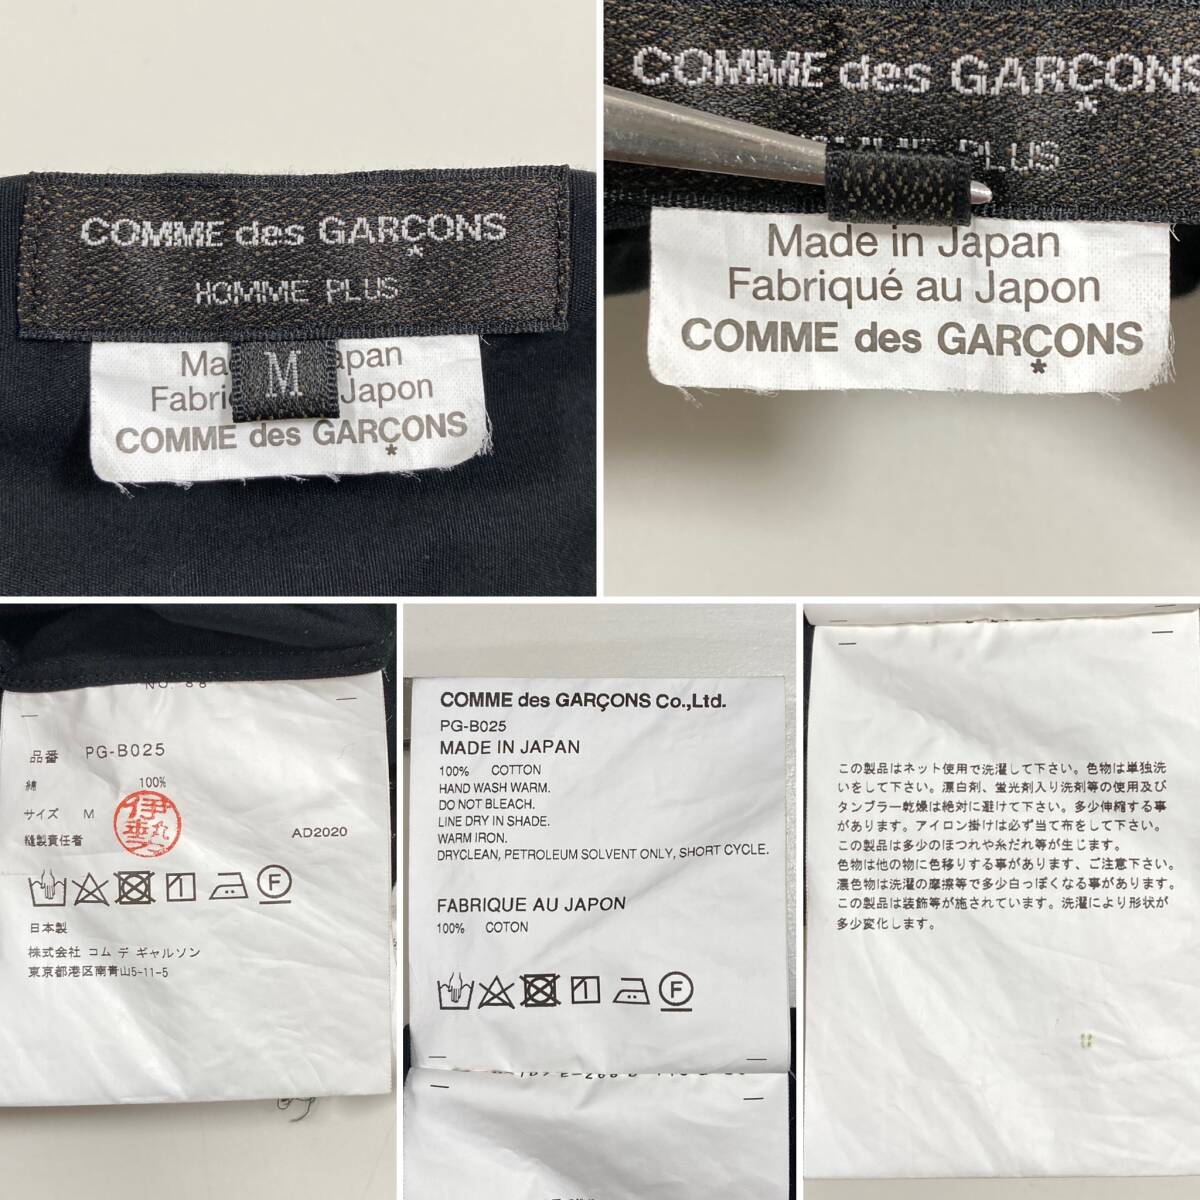 COMME des GARÇONS
HOMME PLUS
M
Fabri Japon
COMME des GARÇONS
*
COMME des GARÇONS
PLUS
Made in Japan
Fabriqué au Japon
COMME des GARÇONS
*
NO. 88
品番 PG-B025
綿 100%
サイズ M
縫製責任者
AD2020
F
日本製
株式会社 コム デ ギャルソン
東京都港区南青山5-11-5
COMME des GARÇONS Co.,Ltd.
PG-B025
MADE IN JAPAN
100% COTTON
HAND WASH WARM.
DO NOT BLEACH.
LINE DRY IN SHADE.
WARM IRON.
DRYCLEAN, PETROLEUM SOLVENT ONLY, SHORT CYCLE.
FABRIQUE AU JAPON
100% COTON
F
この製品はネット使用で洗濯して下さい。色物は単独洗
いをして下さい。漂白剤、蛍光剤入り洗剤等の使用及び
タンブラー乾燥は絶対に避けて下さい。多少伸縮する事
があります。アイロン掛けは必ず当て布をして下さい。
この製品は多少のほつれや糸だれ等が生じます。
色物は他の物に色移りする事があります、ご注意下さい。
濃色物は洗濯の摩擦等で多少白っぽくなる事があります。
この製品は装飾等が施されています。洗濯により形状が
多少変化します。